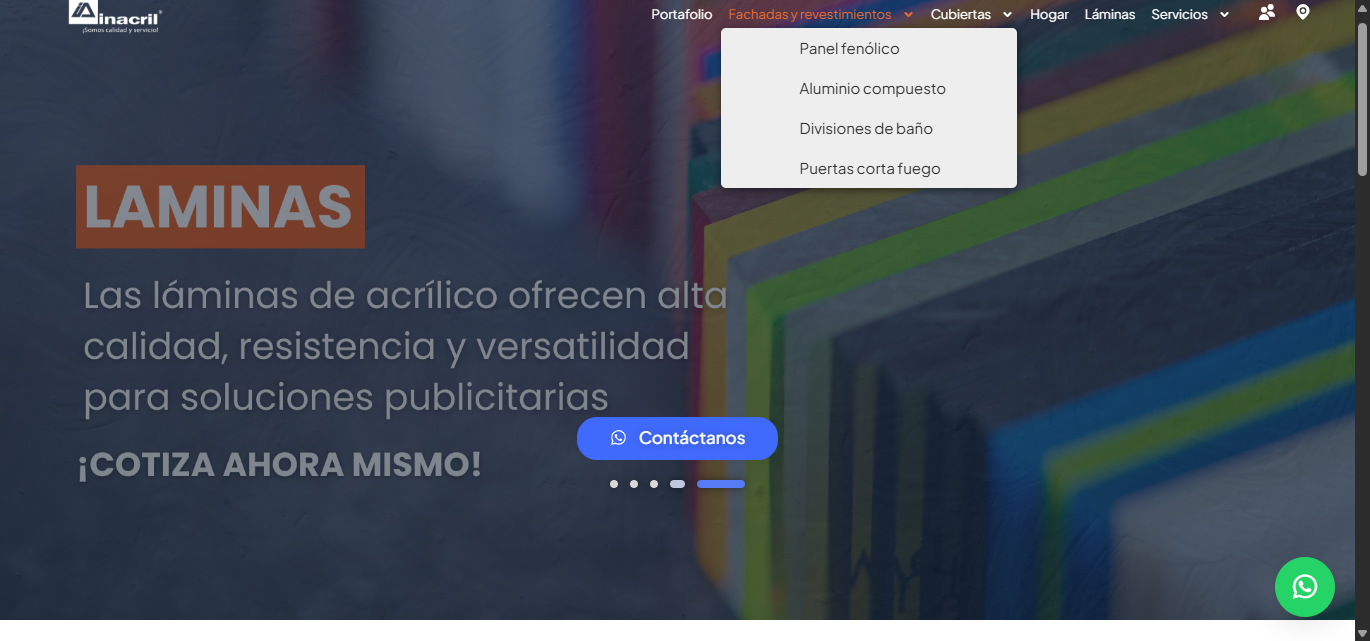 inacril®
¡Somos calidad y servicio!
Portafolio Fachadas y revestimientos Cubiertas Hogar Láminas Servicios
Panel fenólico
Aluminio compuesto
Divisiones de baño
Puertas corta fuego
LAMINAS
Las láminas de acrílico ofrecen alta
calidad, resistencia y versatilidad
para soluciones publicitarias
Contáctanos
¡COTIZA AHORA MISMO!